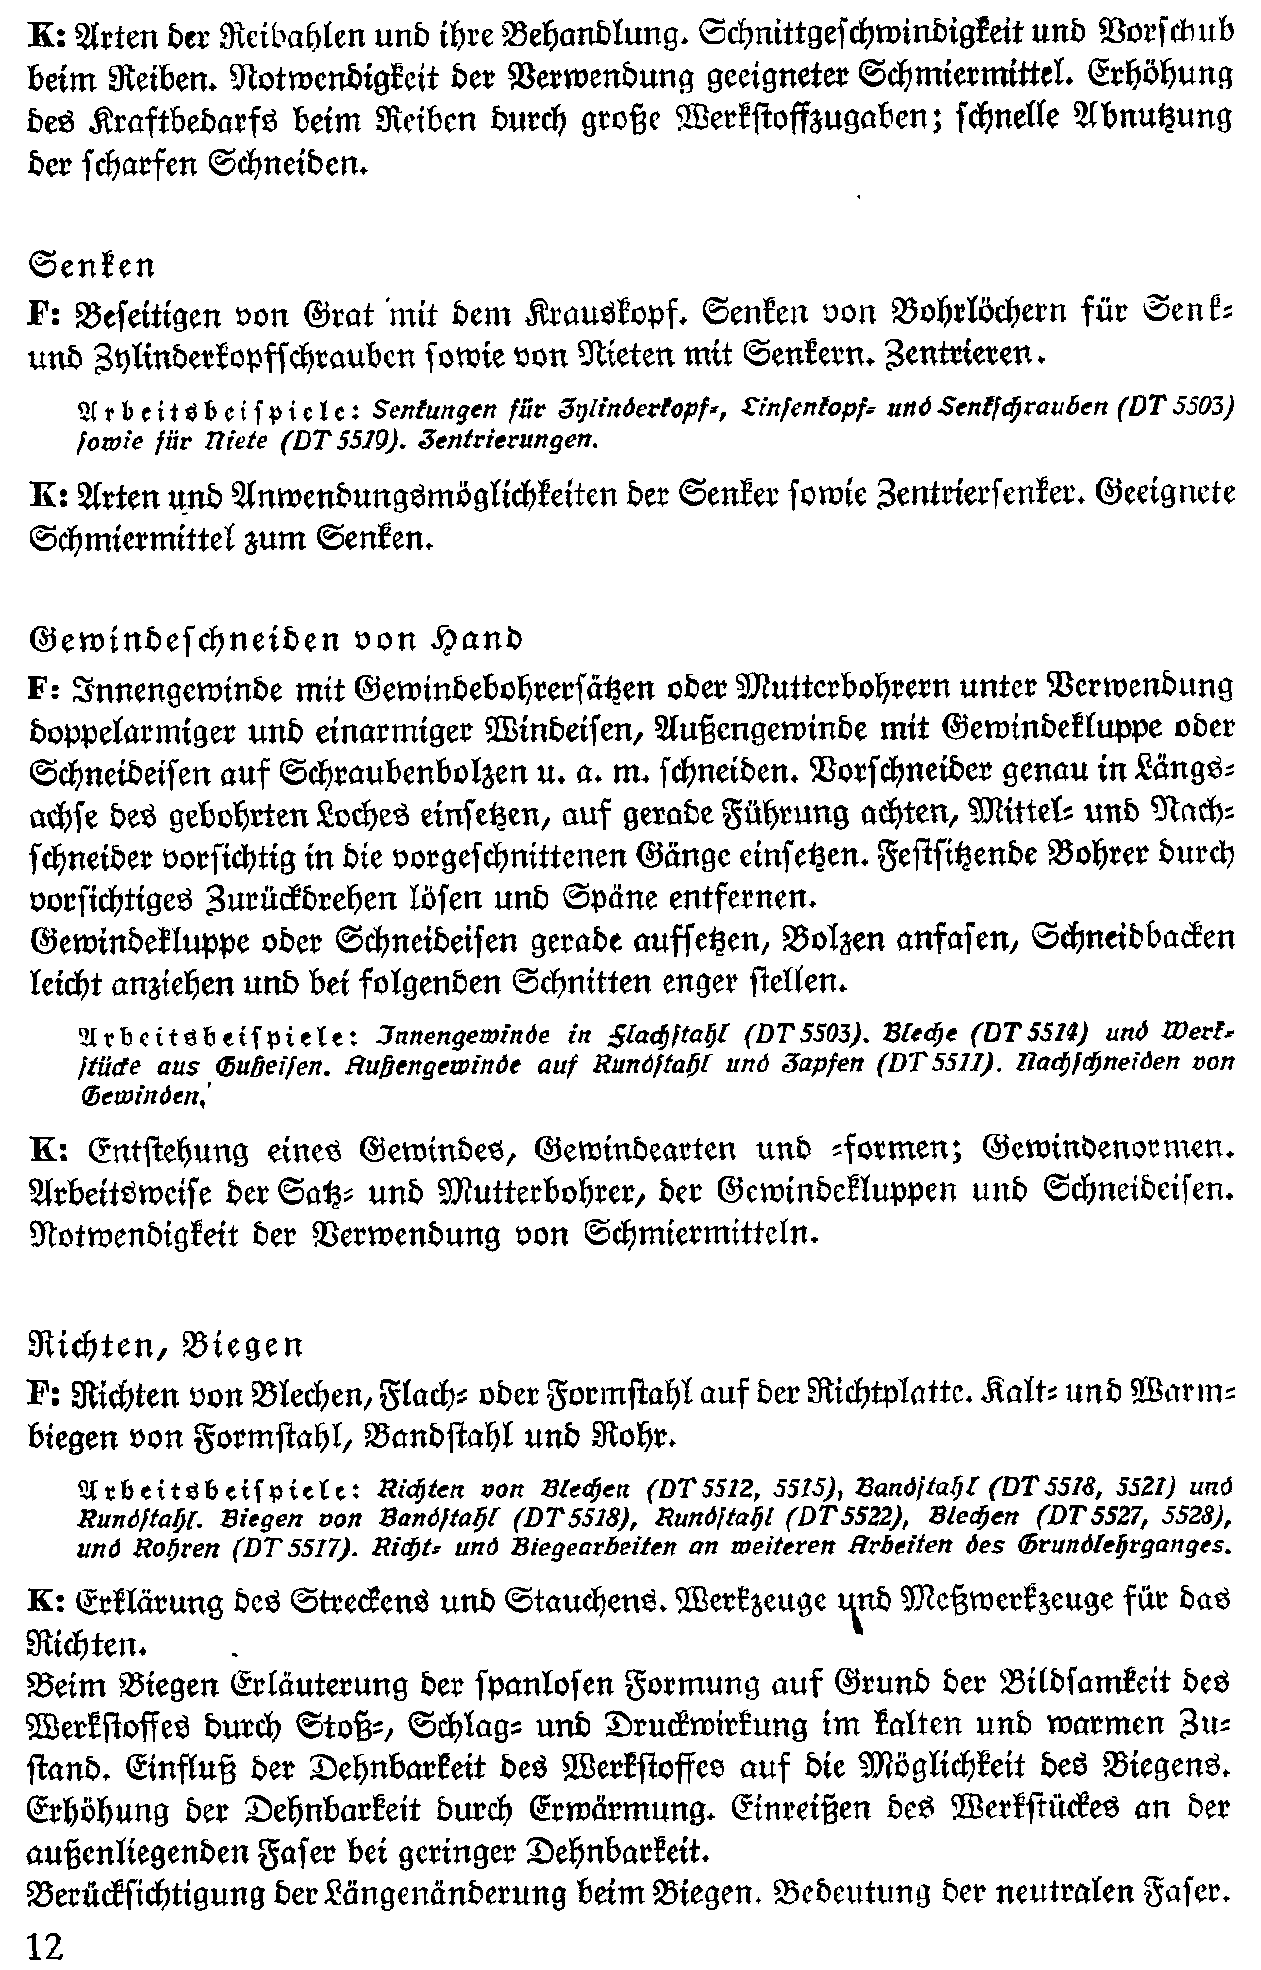 K: Arten der Reibahlen und ihre Behandlung. Schnittgeschwindigkeit und Vorschub
beim Reiben. Notwendigkeit der Verwendung geeigneter Schmiermittel. Erhöhung
des Kraftbedarfs beim Reiben durch große Werkstoffzugaben; schnelle Abnutzung
der scharfen Schneiden.
Senken
F: Beseitigen von Grat mit dem Krauskopf. Senken von Bohrlöchern für Senk-
und Zylinderkopfschrauben sowie von Nieten mit Senkern. Zentrieren.
Arbeitsbeispiele: Senkungen für Zylinderkopf-, Linsenkopf- und Senkschrauben (DT 5503)
sowie für Niete (DT 5519). Zentrierungen.
K: Arten und Anwendungsmöglichkeiten der Senker sowie Zentriersenker. Geeignete
Schmiermittel zum Senken.
Gewindeschneiden von Hand
F: Innengewinde mit Gewindebohrersätzen oder Mutterbohrern unter Verwendung
doppelarmiger und einarmiger Windeisen, Außengewinde mit Gewindekluppe oder
Schneideisen auf Schraubenbolzen u. a. m. schneiden. Vorschneider genau in Längs-
achse des gebohrten Loches einsetzen, auf gerade Führung achten, Mittel- und Nach-
schneider vorsichtig in die vorgeschnittenen Gänge einsetzen. Festsitzende Bohrer durch
vorsichtiges Zurückdrehen lösen und Späne entfernen.
Gewindekluppe oder Schneideisen gerade aufsetzen, Bolzen anfasen, Schneidbacken
leicht anziehen und bei folgenden Schnitten enger stellen.
Arbeitsbeispiele: Innengewinde in Flachstahl (DT 5503). Bleche (DT 5514) und Werk-
stücke aus Gußeisen. Außengewinde auf Rundstahl und Zapfen (DT 5511). Nachschneiden von
Gewinden.
K: Entstehung eines Gewindes, Gewindearten und -formen; Gewindenormen.
Arbeitsweise der Satz- und Mutterbohrer, der Gewindekluppen und Schneideisen.
Notwendigkeit der Verwendung von Schmiermitteln.
Richten, Biegen
F: Richten von Blechen, Flach- oder Formstahl auf der Richtplatte. Kalt- und Warm-
biegen von Formstahl, Bandstahl und Rohr.
Arbeitsbeispiele: Richten von Blechen (DT 5512, 5515), Bandstahl (DT 5518, 5521) und
Rundstahl. Biegen von Bandstahl (DT 5518), Rundstahl (DT 5522), Blechen (DT 5527, 5528),
und Rohren (DT 5517). Richt- und Biegearbeiten an weiteren Arbeiten des Grundlehrganges.
K: Erklärung des Streckens und Stauchens. Werkzeuge und Meßwerkzeuge für das
Richten.
Beim Biegen Erläuterung der spanlosen Formung auf Grund der Bildsamkeit des
Werkstoffes durch Stoß-, Schlag- und Druckwirkung im kalten und warmen Zu-
stand. Einfluß der Dehnbarkeit des Werkstoffes auf die Möglichkeit des Biegens.
Erhöhung der Dehnbarkeit durch Erwärmung. Einreißen des Werkstückes an der
außenliegenden Faser bei geringer Dehnbarkeit.
Berücksichtigung der Längenänderung beim Biegen. Bedeutung der neutralen Faser.
12